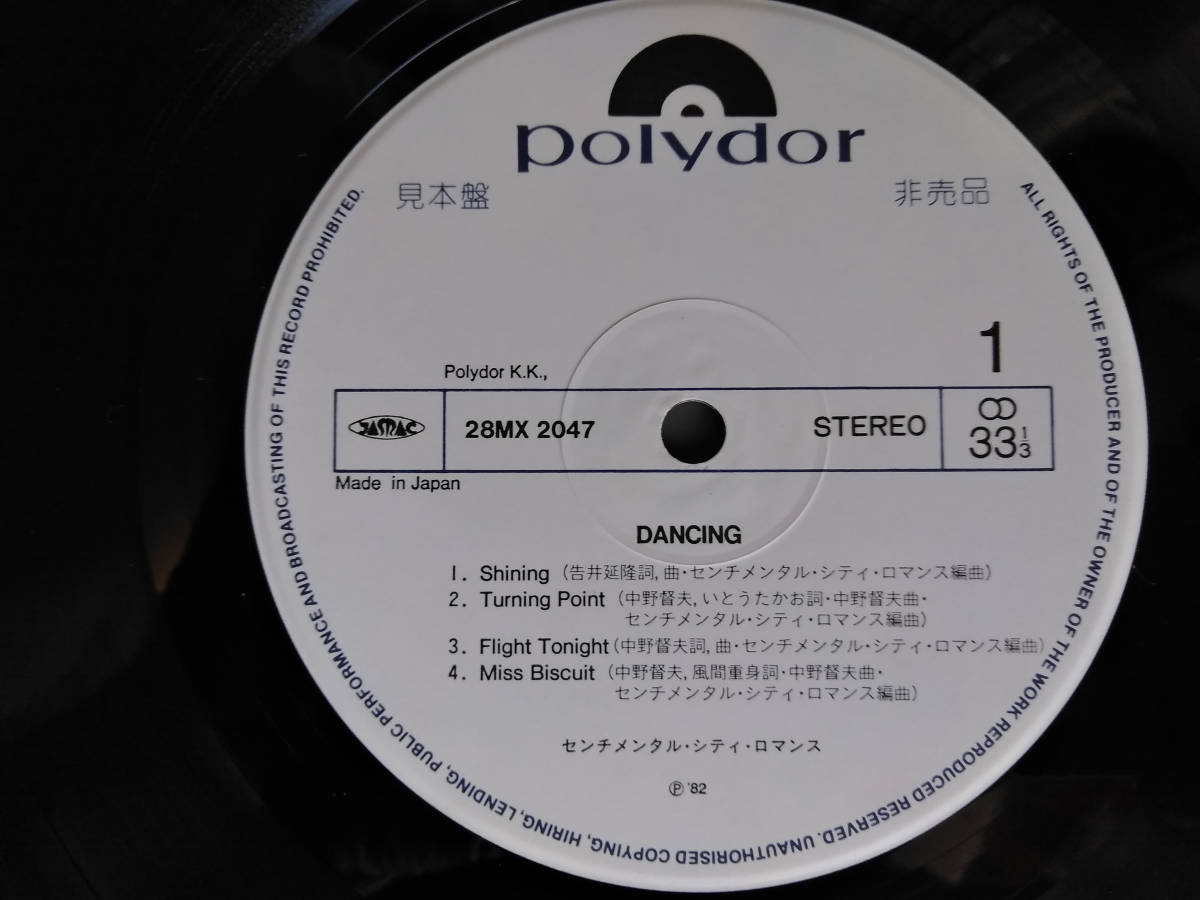 polydor
見本盤 非売品
1
Polydor K.K.,
JASRAC 28MX 2047 STEREO 33 1/3
Made in Japan
DANCING
1. Shining (告井延隆詞, 曲・センチメンタル・シティ・ロマンス編曲)
2. Turning Point (中野督夫, いとうたかお詞・中野督夫曲・
センチメンタル・シティ・ロマンス編曲)
3. Flight Tonight (中野督夫詞, 曲・センチメンタル・シティ・ロマンス編曲)
4. Miss Biscuit (中野督夫, 風間重身詞・中野督夫曲・
センチメンタル・シティ・ロマンス編曲)
センチメンタル・シティ・ロマンス
℗ '82
ALL RIGHTS OF THE PRODUCER AND OF THE OWNER OF THE WORK REPRODUCED RESERVED. UNAUTHORISED COPYING, HIRING, LENDING, PUBLIC PERFORMANCE AND BROADCASTING OF THIS RECORD PROHIBITED.